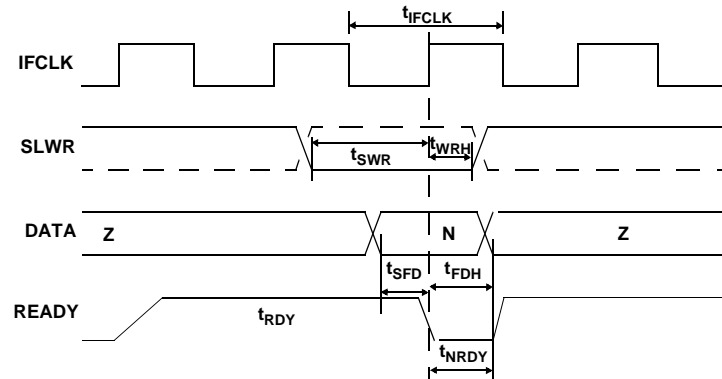 tIFCLK
IFCLK
SLWR
tSWR
tWRH
DATA
Z
N
Z
tSFD
tFDH
READY
tRDY
tNRDY